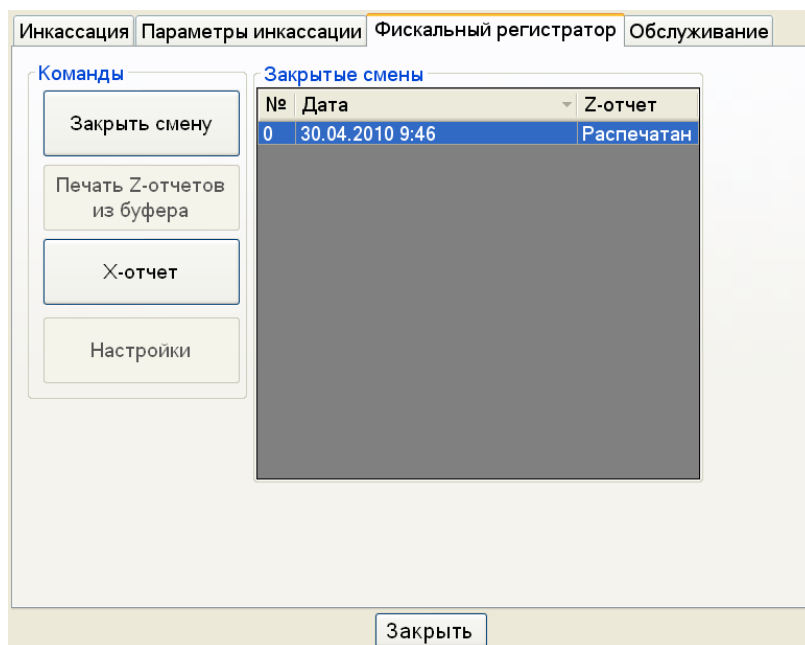 Инкассация Параметры инкассации Фискальный регистратор Обслуживание
Команды
Закрыть смену
Печать Z-отчетов
из буфера
X-отчет
Настройки
Закрытые смены
№ Дата Z-отчет
0 30.04.2010 9:46 Распечатан
Закрыть